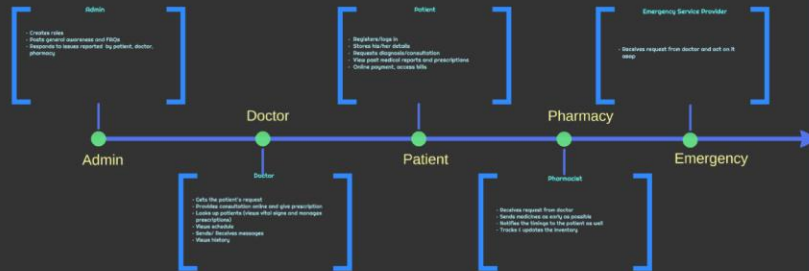 Admin
- Creates roles
- Posts general awareness and FAQs
- Responds to issues reported by patient, doctor,
pharmacy
Patient
- Registers/logs in
- Stores his/her details
- Requests diagnosis/consultation
- View past medical reports and prescriptions
- Online payment, access bills
Emergency Service Provider
- Receives request from doctor and act on it
asap
Doctor
Pharmacy
Admin
Patient
Emergency
Doctor
- Gets the patient's request
- Provides consultation online and give prescription
- Looks up patients (views vital signs and manages
prescriptions)
- Views schedule
- Sends/ Receives messages
- Views history
Pharmacist
- Receives request from doctor
- Sends medicines as early as possible
- Notifies the timings to the patient as well
- Tracks & updates the inventory